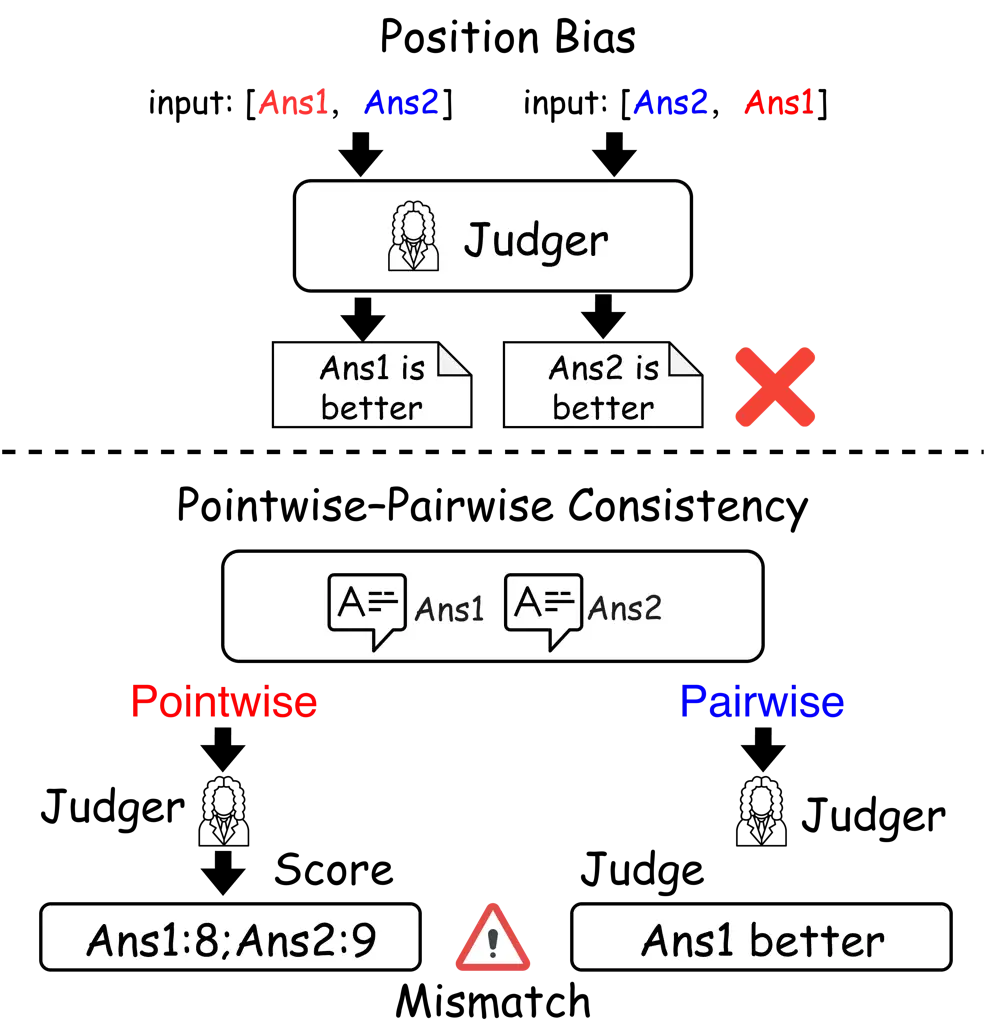 Position Bias
input: [Ans1, Ans2] input: [Ans2, Ans1]
Judger
Ans1 is
better
Ans2 is
better
Pointwise–Pairwise Consistency
A Ans1 A Ans2
Pointwise
Pairwise
Judger
Judger
Score
Judge
Ans1:8;Ans2:9
!
Ans1 better
Mismatch